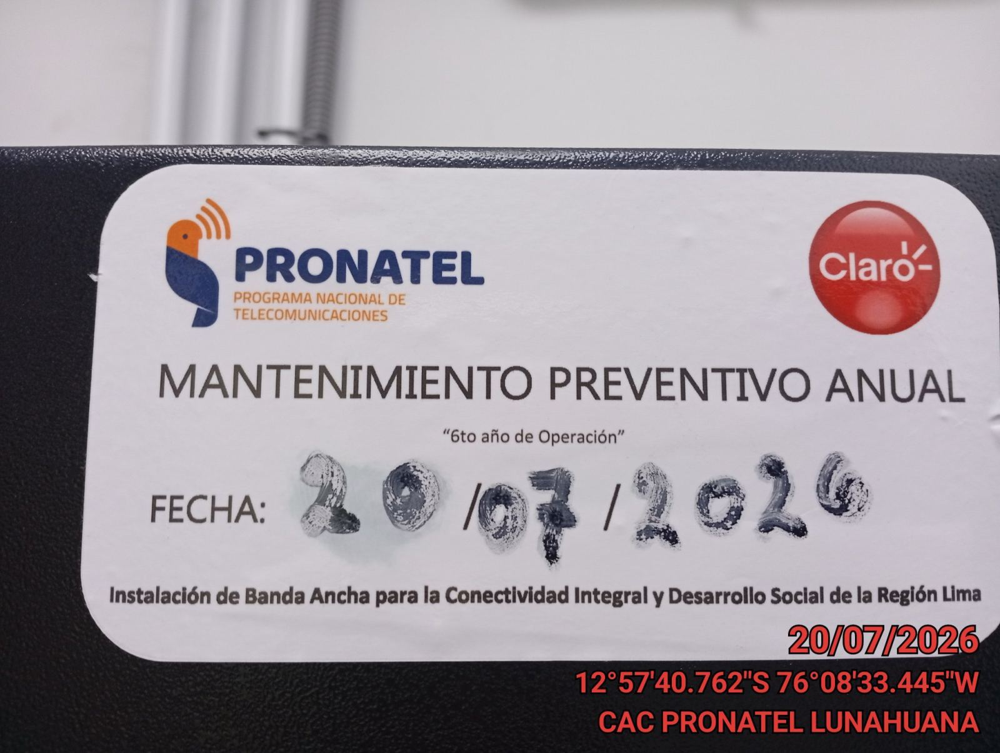 PRONATEL
PROGRAMA NACIONAL DE
TELECOMUNICACIONES
Claro
MANTENIMIENTO PREVENTIVO ANUAL
“6to año de Operación”
FECHA: 20/07/2026
Instalación de Banda Ancha para la Conectividad Integral y Desarrollo Social de la Región Lima
20/07/2026
12°57'40.762"S 76°08'33.445"W
CAC PRONATEL LUNAHUANA